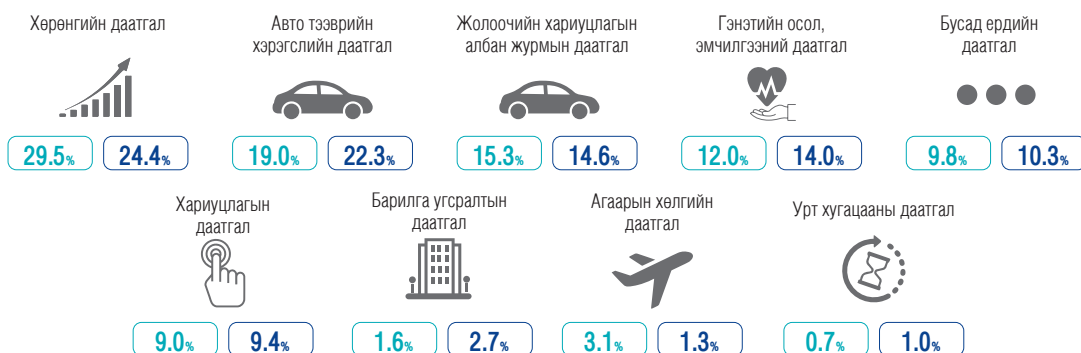 Хөрөнгийн даатгал
Авто тээврийн
хэрэгслийн даатгал
Жолоочийн хариуцлагын
албан журмын даатгал
Гэнэтийн осол,
эмчилгээний даатгал
Бусад ердийн
даатгал
29.5% 24.4%
19.0% 22.3%
15.3% 14.6%
12.0% 14.0%
9.8% 10.3%
Хариуцлагын
даатгал
Барилга угсралтын
даатгал
Агаарын хөлгийн
даатгал
Урт хугацааны даатгал
9.0% 9.4%
1.6% 2.7%
3.1% 1.3%
0.7% 1.0%